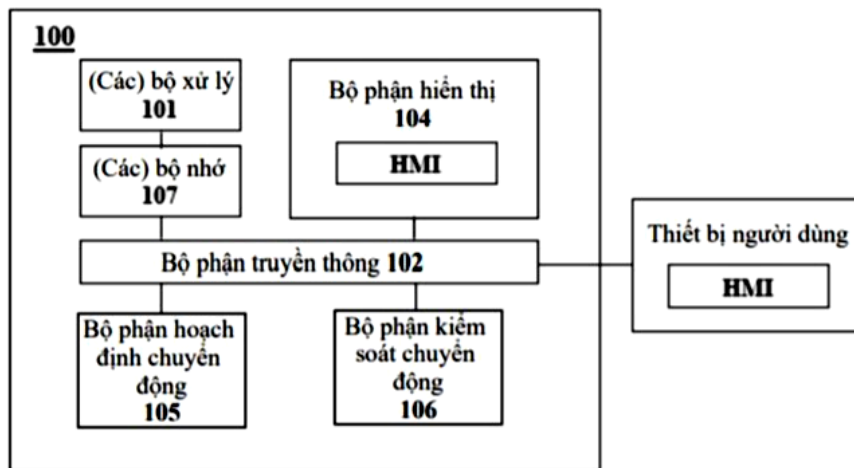 100
(Các) bộ xử lý
101
(Các) bộ nhớ
107
Bộ phận hiển thị
104
HMI
Bộ phận truyền thông 102
Thiết bị người dùng
HMI
Bộ phận hoạch
định chuyển
động
105
Bộ phận kiểm
soát chuyển
động
106